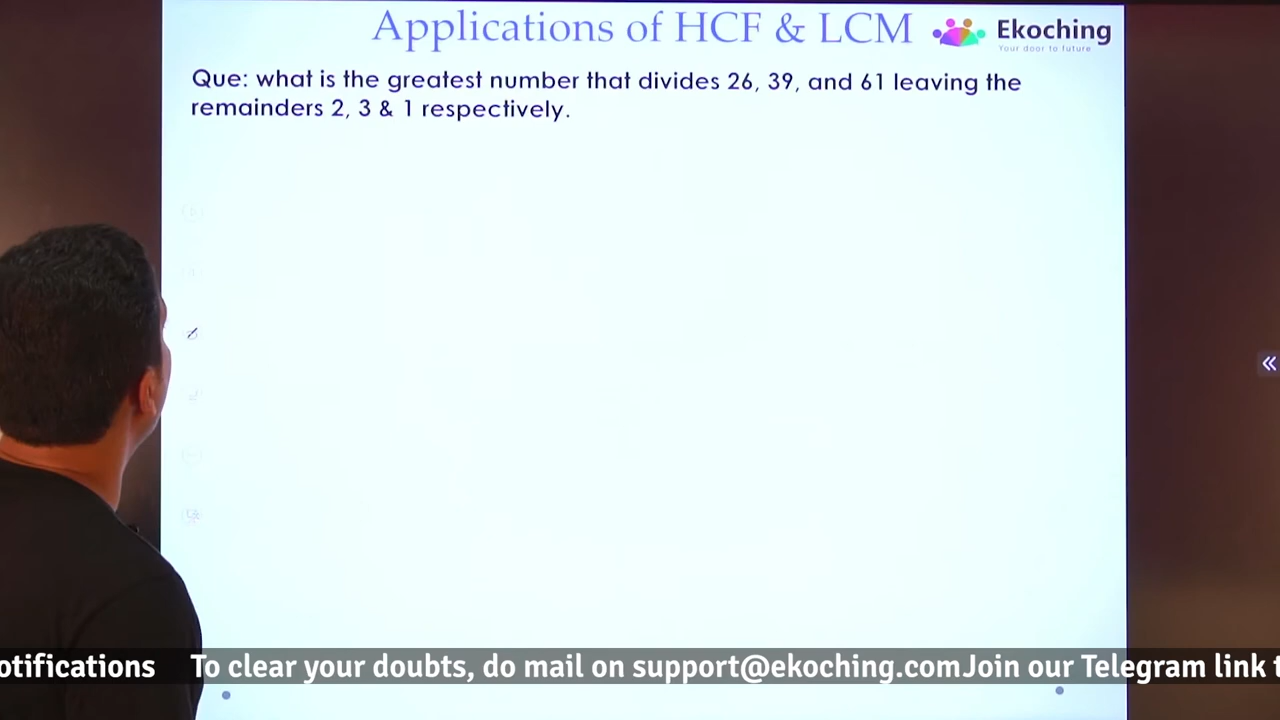 Applications of HCF & LCM
Ekoching
Your door to future
Que: what is the greatest number that divides 26, 39, and 61 leaving the
remainders 2, 3 & 1 respectively.
otifications To clear your doubts, do mail on support@ekoching.comJoin our Telegram link t